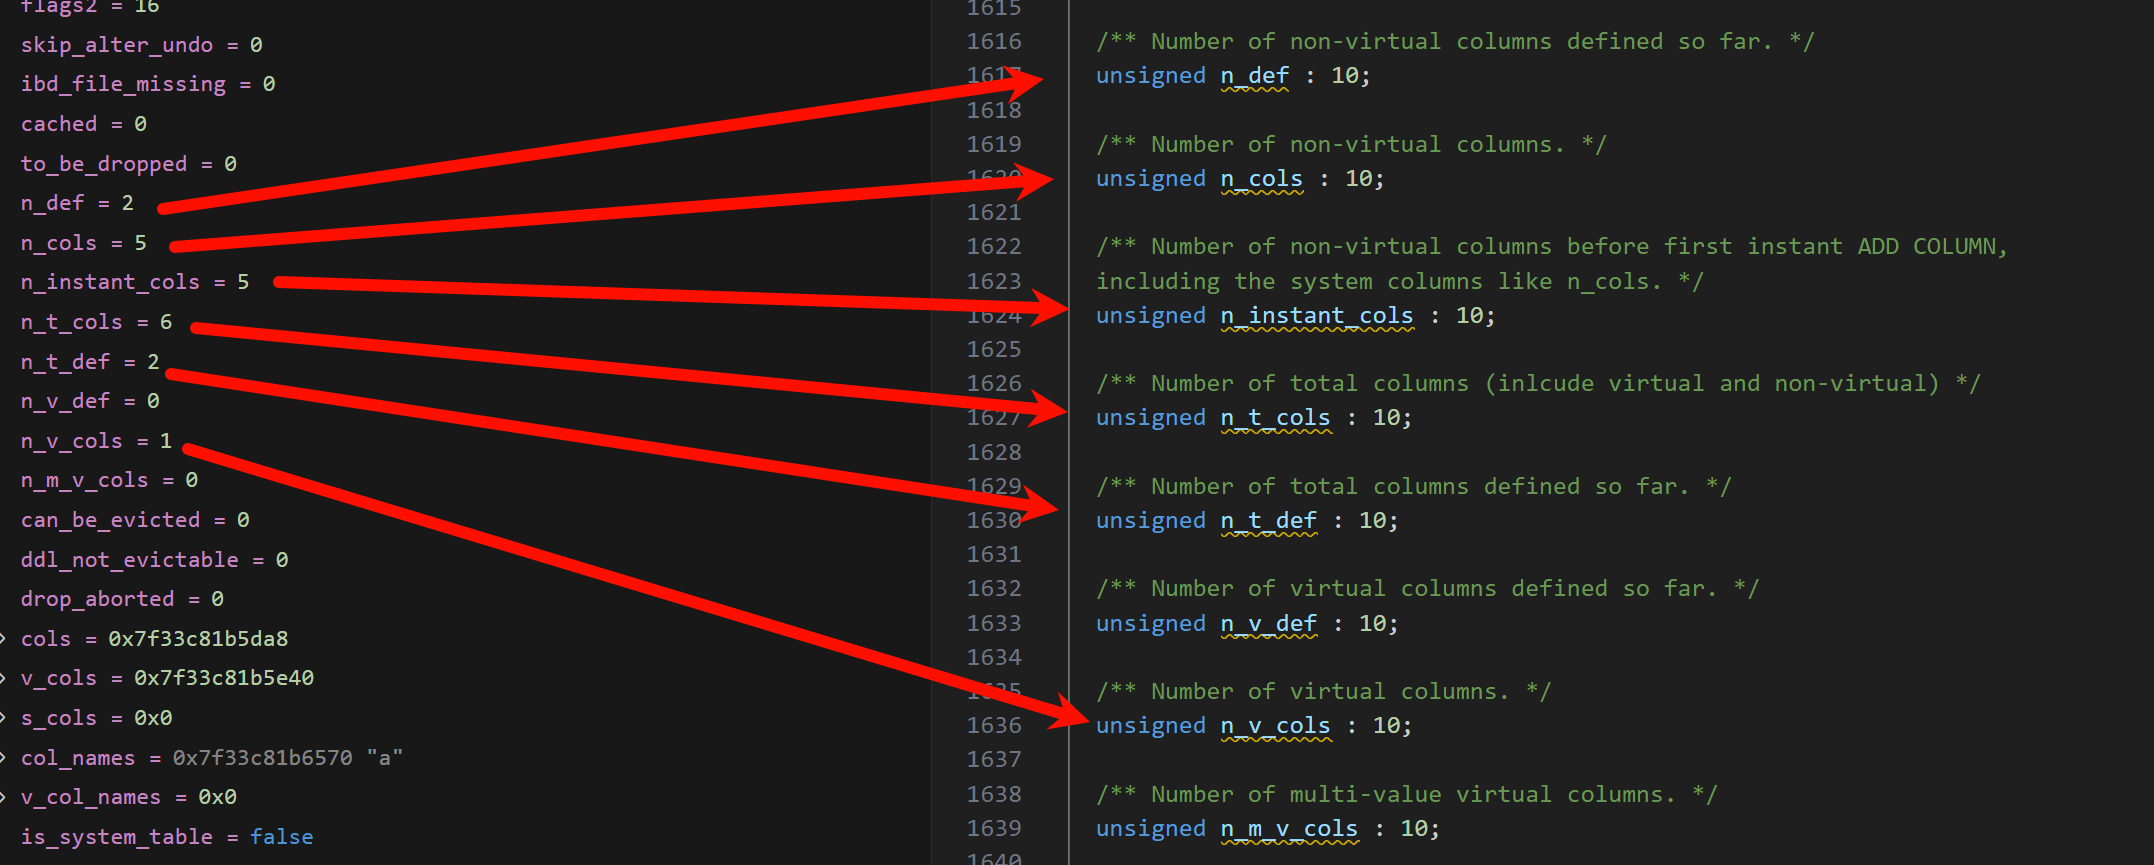 flags2 = 16
skip_alter_undo = 0
ibd_file_missing = 0
cached = 0
to_be_dropped = 0
n_def = 2
n_cols = 5
n_instant_cols = 5
n_t_cols = 6
n_t_def = 2
n_v_def = 0
n_v_cols = 1
n_m_v_cols = 0
can_be_evicted = 0
ddl_not_evictable = 0
drop_aborted = 0
cols = 0x7f33c81b5da8
v_cols = 0x7f33c81b5e40
s_cols = 0x0
col_names = 0x7f33c81b6570 "a"
v_col_names = 0x0
is_system_table = false
1615
1616 /** Number of non-virtual columns defined so far. */
1617 unsigned n_def : 10;
1618
1619 /** Number of non-virtual columns. */
1620 unsigned n_cols : 10;
1621
1622 /** Number of non-virtual columns before first instant ADD COLUMN,
1623 including the system columns like n_cols. */
1624 unsigned n_instant_cols : 10;
1625
1626 /** Number of total columns (inlcude virtual and non-virtual) */
1627 unsigned n_t_cols : 10;
1628
1629 /** Number of total columns defined so far. */
1630 unsigned n_t_def : 10;
1631
1632 /** Number of virtual columns defined so far. */
1633 unsigned n_v_def : 10;
1634
1635 /** Number of virtual columns. */
1636 unsigned n_v_cols : 10;
1637
1638 /** Number of multi-value virtual columns. */
1639 unsigned n_m_v_cols : 10;
1640